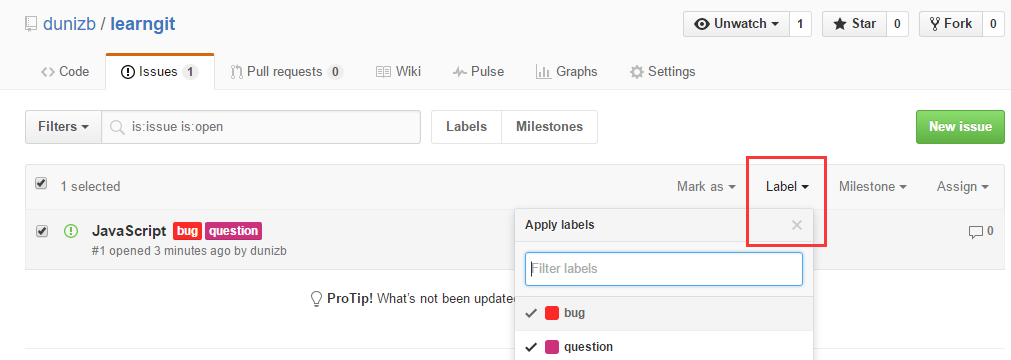 dunizb / learngit
Unwatch 1 Star 0 Fork 0
Code Issues 1 Pull requests 0 Wiki Pulse Graphs Settings
Filters is:issue is:open Labels Milestones New issue
1 selected Mark as Label Milestone Assign
JavaScript bug question 0
#1 opened 3 minutes ago by dunizb
Apply labels
Filter labels
ProTip! What's not been update
bug
question